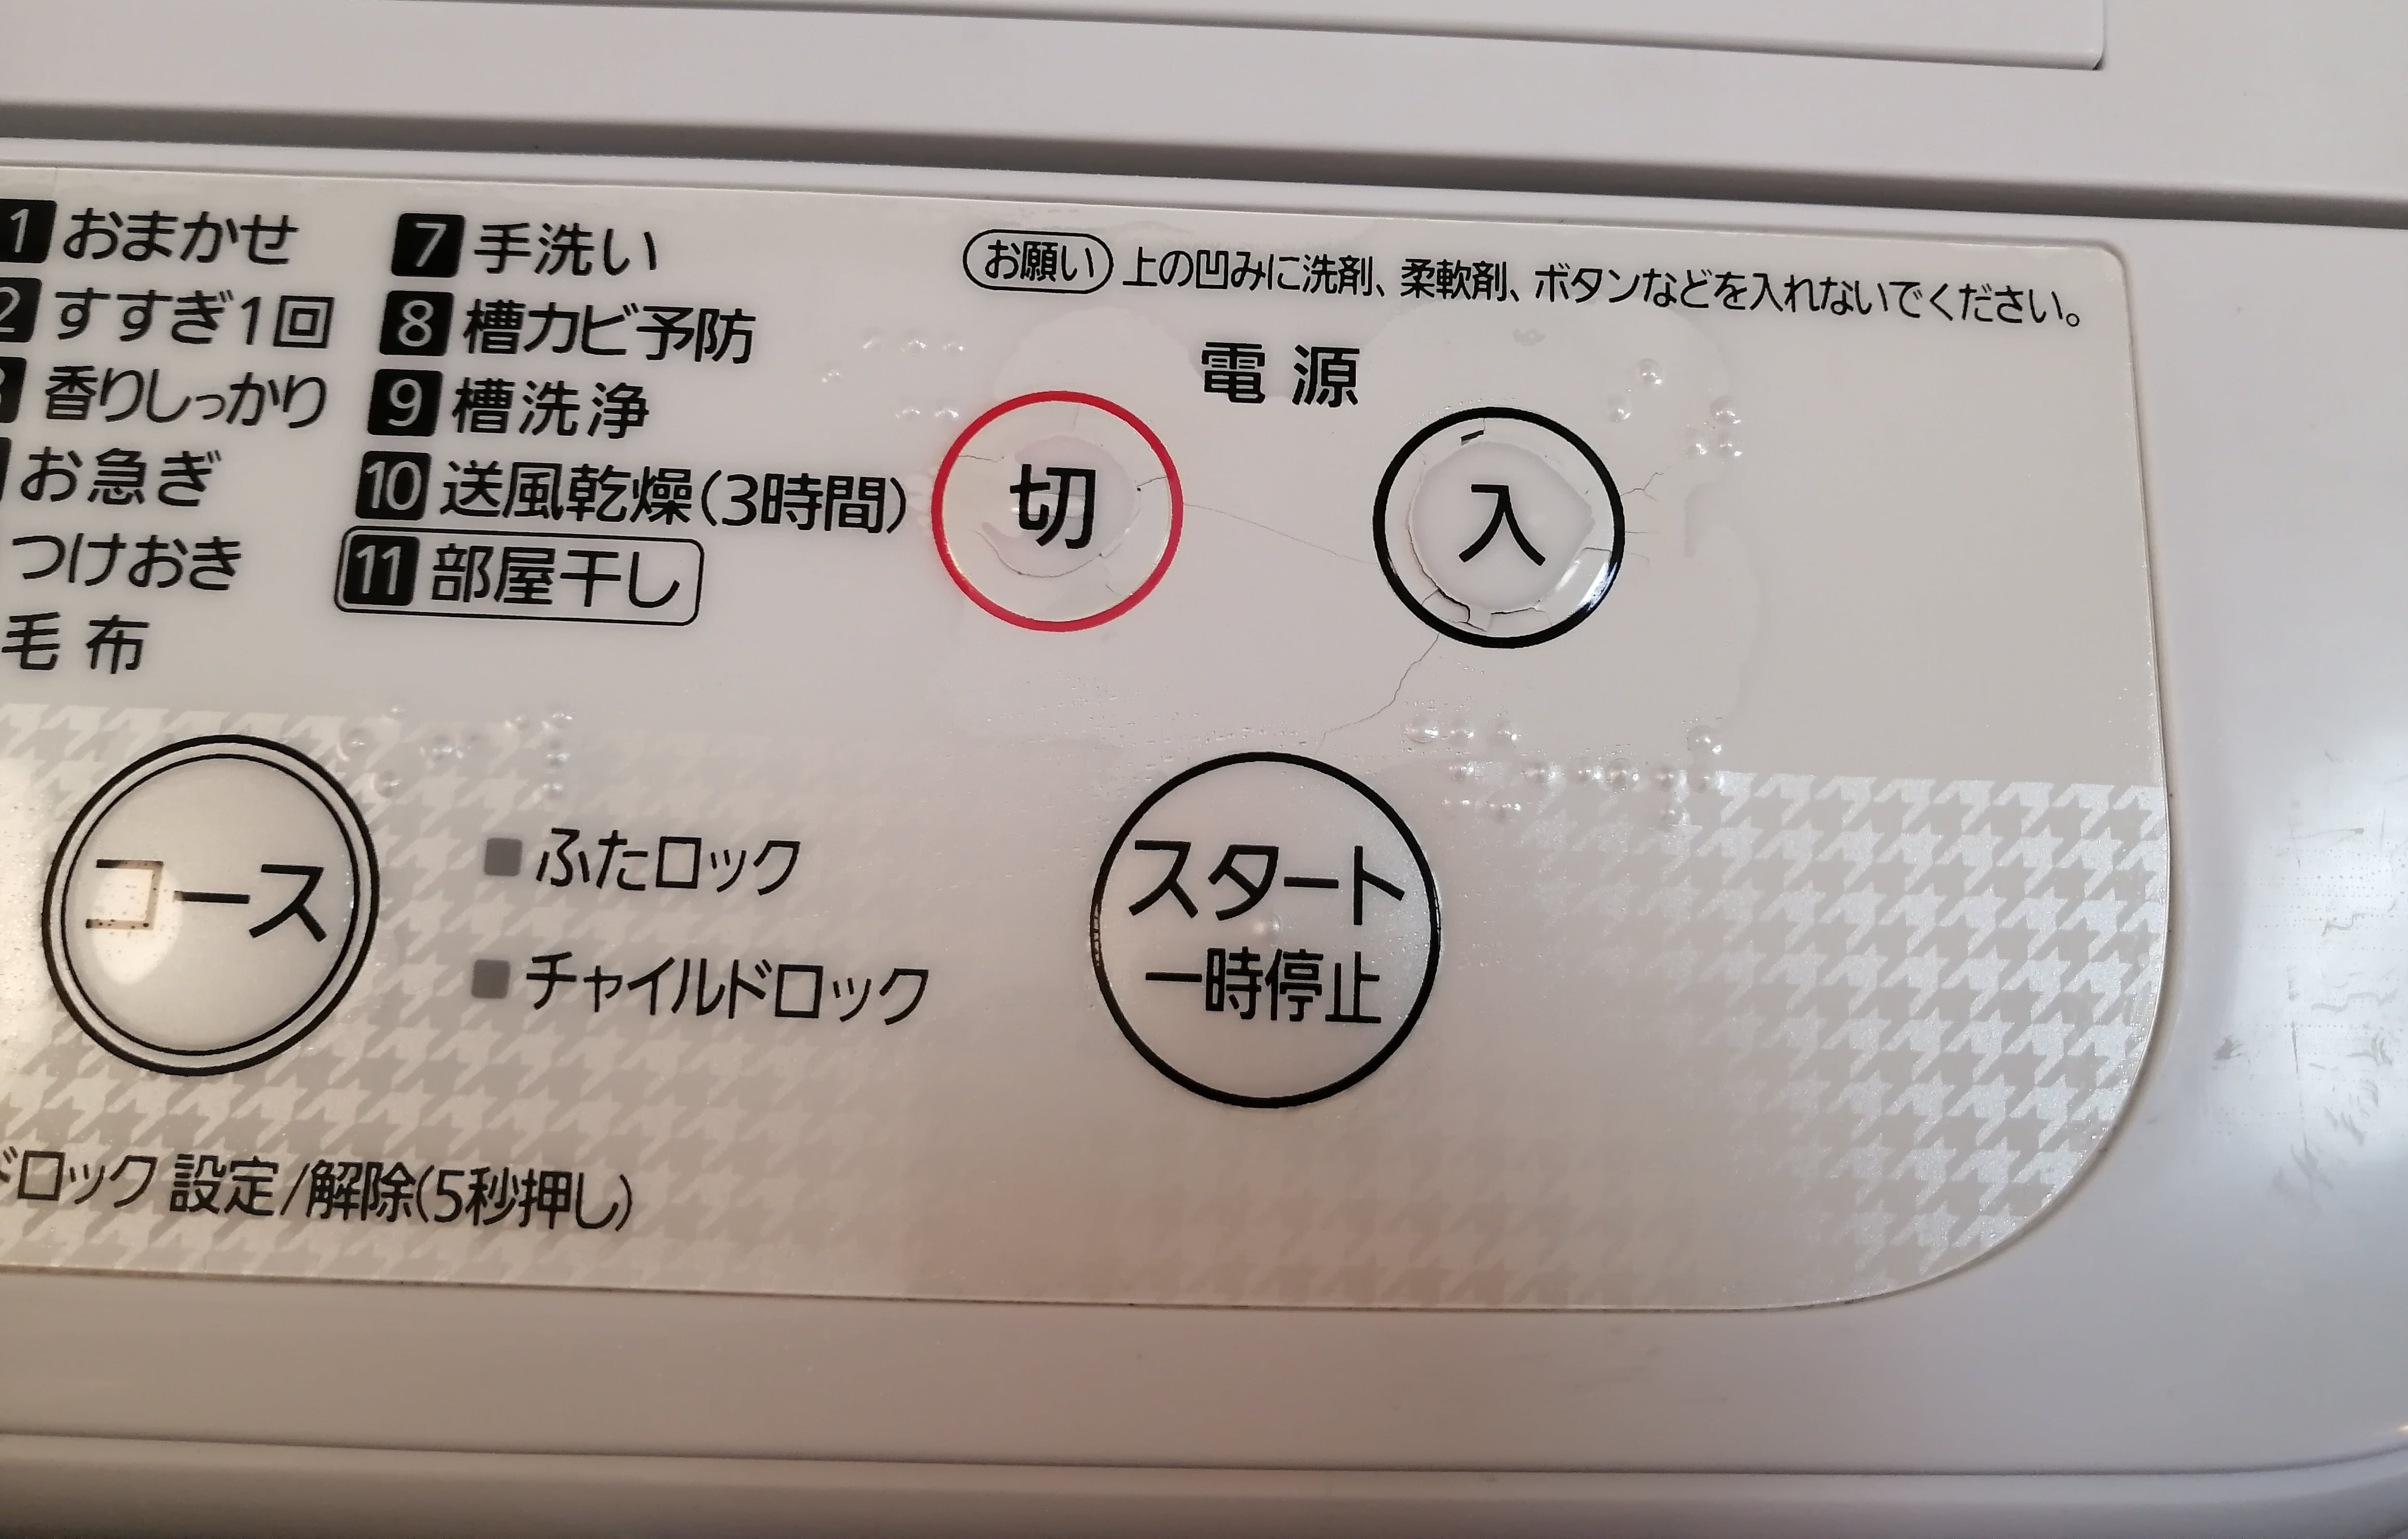 1 おまかせ
2 すすぎ1回
3 香りしっかり
お急ぎ
つけおき
毛布
7 手洗い
8 槽カビ予防
9 槽洗浄
10 送風乾燥(3時間)
11 部屋干し
お願い 上の凹みに洗剤、柔軟剤、ボタンなどを入れないでください。
電源
切
入
コース
ふたロック
チャイルドロック
スタート
一時停止
ドロック 設定/解除(5秒押し)